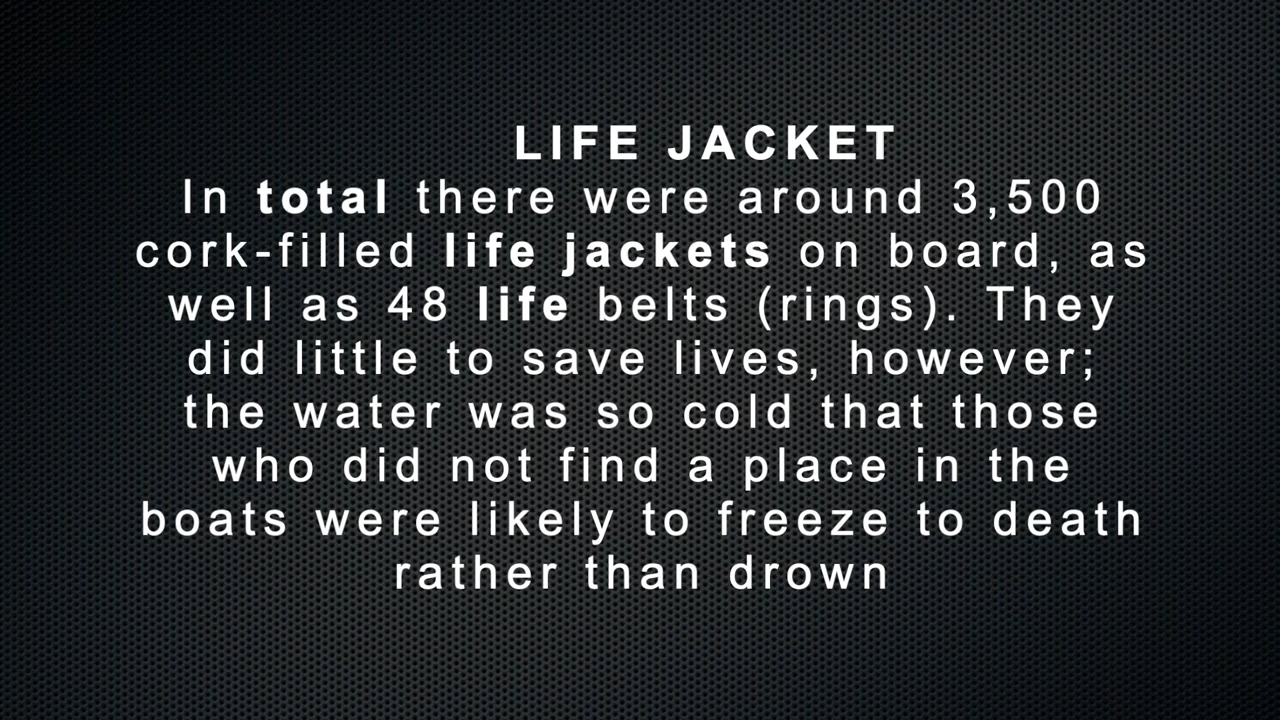 LIFE JACKET
In total there were around 3,500
cork-filled life jackets on board, as
well as 48 life belts (rings). They
did little to save lives, however;
the water was so cold that those
who did not find a place in the
boats were likely to freeze to death
rather than drown